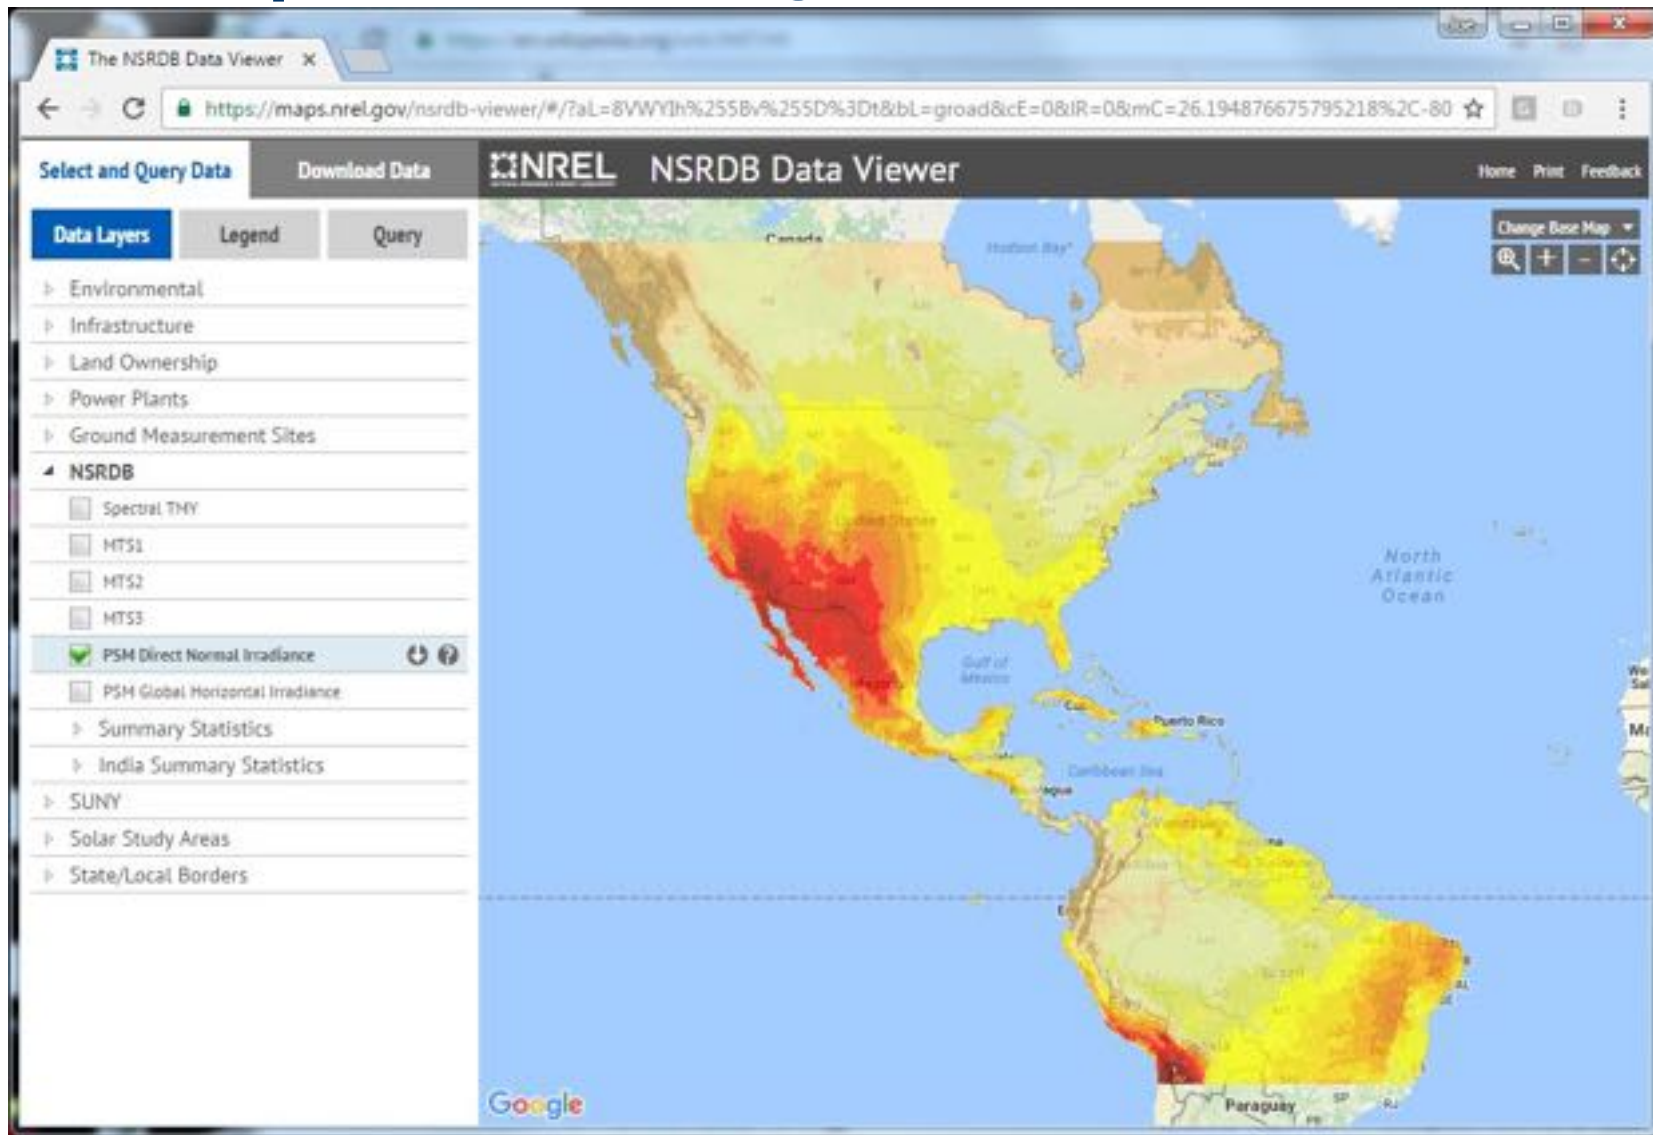 The NSRDB Data Viewer
https://maps.nrel.gov/nsrdb-viewer/#/?aL=8VWYIh%255Bv%255D%3Dt&bL=groad&cE=0&lR=0&mC=26.194876675795218%2C-80
Select and Query Data
Download Data
NREL
NSRDB Data Viewer
Home Print Feedback
Data Layers
Legend
Query
Change Base Map
Environmental
Infrastructure
Land Ownership
Power Plants
Ground Measurement Sites
NSRDB
Spectral TMY
MTS1
MTS2
MTS3
PSM Direct Normal Irradiance
PSM Global Horizontal Irradiance
Summary Statistics
India Summary Statistics
SUNY
Solar Study Areas
State/Local Borders
Canada
Hudson Bay
United States
North
Atlantic
Ocean
Gulf of
Mexico
Puerto Rico
Caribbean Sea
Paraguay
SP
RJ
Google